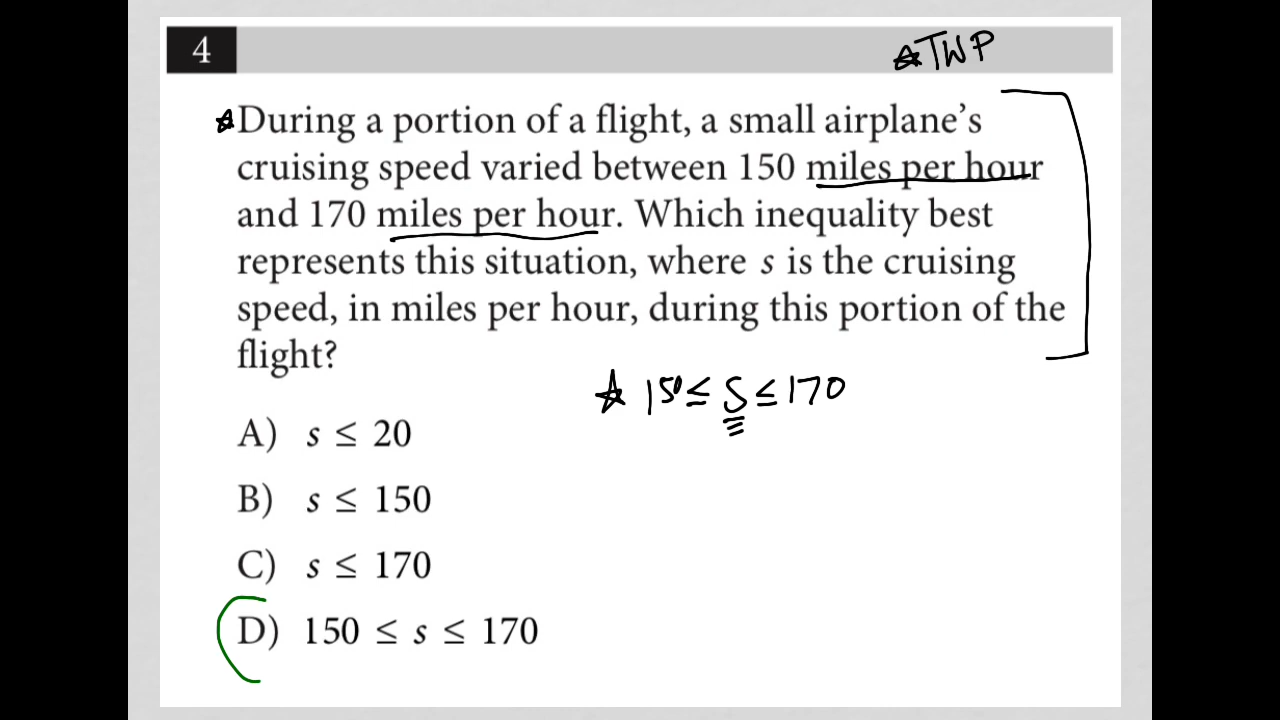 4
☆TWP
☆During a portion of a flight, a small airplane’s
cruising speed varied between 150 miles per hour
and 170 miles per hour. Which inequality best
represents this situation, where s is the cruising
speed, in miles per hour, during this portion of the
flight?
☆ 150 ≤ S ≤ 170
A) s ≤ 20
B) s ≤ 150
C) s ≤ 170
D) 150 ≤ s ≤ 170